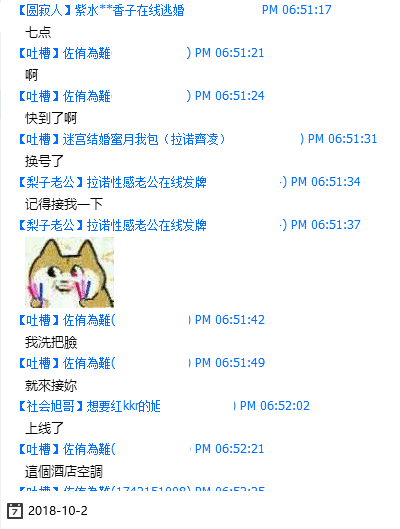 【圆寂人】紫水**香子在线逃婚 PM 06:51:17
七点
【吐槽】佐侑為難 ) PM 06:51:21
啊
【吐槽】佐侑為難 ) PM 06:51:24
快到了啊
【吐槽】迷宫结婚蜜月我包（拉诺齊凌） ) PM 06:51:31
换号了
【梨子老公】拉诺性感老公在线发牌 ) PM 06:51:34
记得接我一下
【梨子老公】拉诺性感老公在线发牌 ) PM 06:51:37
【吐槽】佐侑為難( ) PM 06:51:42
我洗把臉
【吐槽】佐侑為難( ) PM 06:51:49
就來接妳
【社会旭哥】想要红kkr的旭 ) PM 06:52:02
上线了
【吐槽】佐侑為難( ) PM 06:52:21
這個酒店空調
7 2018-10-2